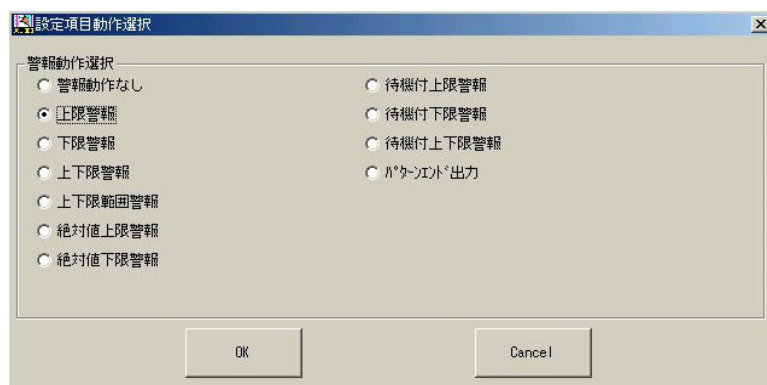 設定項目動作選択
警報動作選択
警報動作なし
上限警報
下限警報
上下限警報
上下限範囲警報
絶対値上限警報
絶対値下限警報
待機付上限警報
待機付下限警報
待機付上下限警報
ﾊﾟﾀｰﾝｴﾝﾄﾞ出力
OK
Cancel